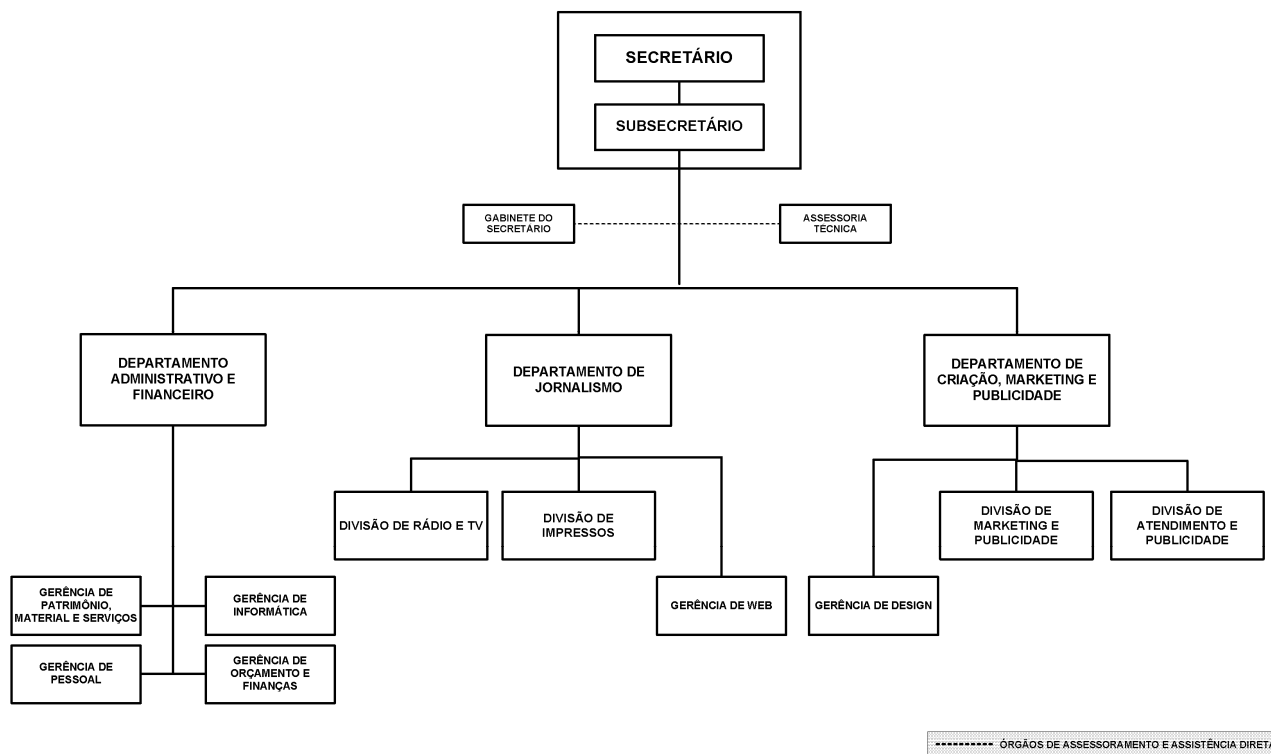 SECRETÁRIO
SUBSECRETÁRIO
GABINETE DO
SECRETÁRIO
ASSESSORIA
TÉCNICA
DEPARTAMENTO
ADMINISTRATIVO E
FINANCEIRO
DEPARTAMENTO DE
JORNALISMO
DEPARTAMENTO DE
CRIAÇÃO, MARKETING E
PUBLICIDADE
DIVISÃO DE RÁDIO E TV
DIVISÃO DE
IMPRESSOS
DIVISÃO DE
MARKETING E
PUBLICIDADE
DIVISÃO DE
ATENDIMENTO E
PUBLICIDADE
GERÊNCIA DE
PATRIMÔNIO,
MATERIAL E SERVIÇOS
GERÊNCIA DE
INFORMÁTICA
GERÊNCIA DE WEB
GERÊNCIA DE DESIGN
GERÊNCIA DE
PESSOAL
GERÊNCIA DE
ORÇAMENTO E
FINANÇAS
ÓRGÃOS DE ASSESSORAMENTO E ASSISTÊNCIA DIRETA